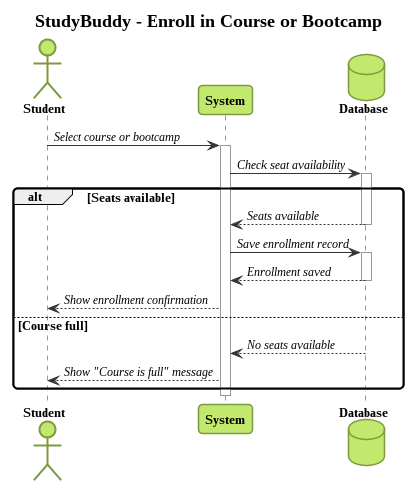 StudyBuddy - Enroll in Course or Bootcamp
Student
System
Database
Select course or bootcamp
Check seat availability
alt
[Seats available]
Seats available
Save enrollment record
Enrollment saved
Show enrollment confirmation
[Course full]
No seats available
Show "Course is full" message
Student
System
Database